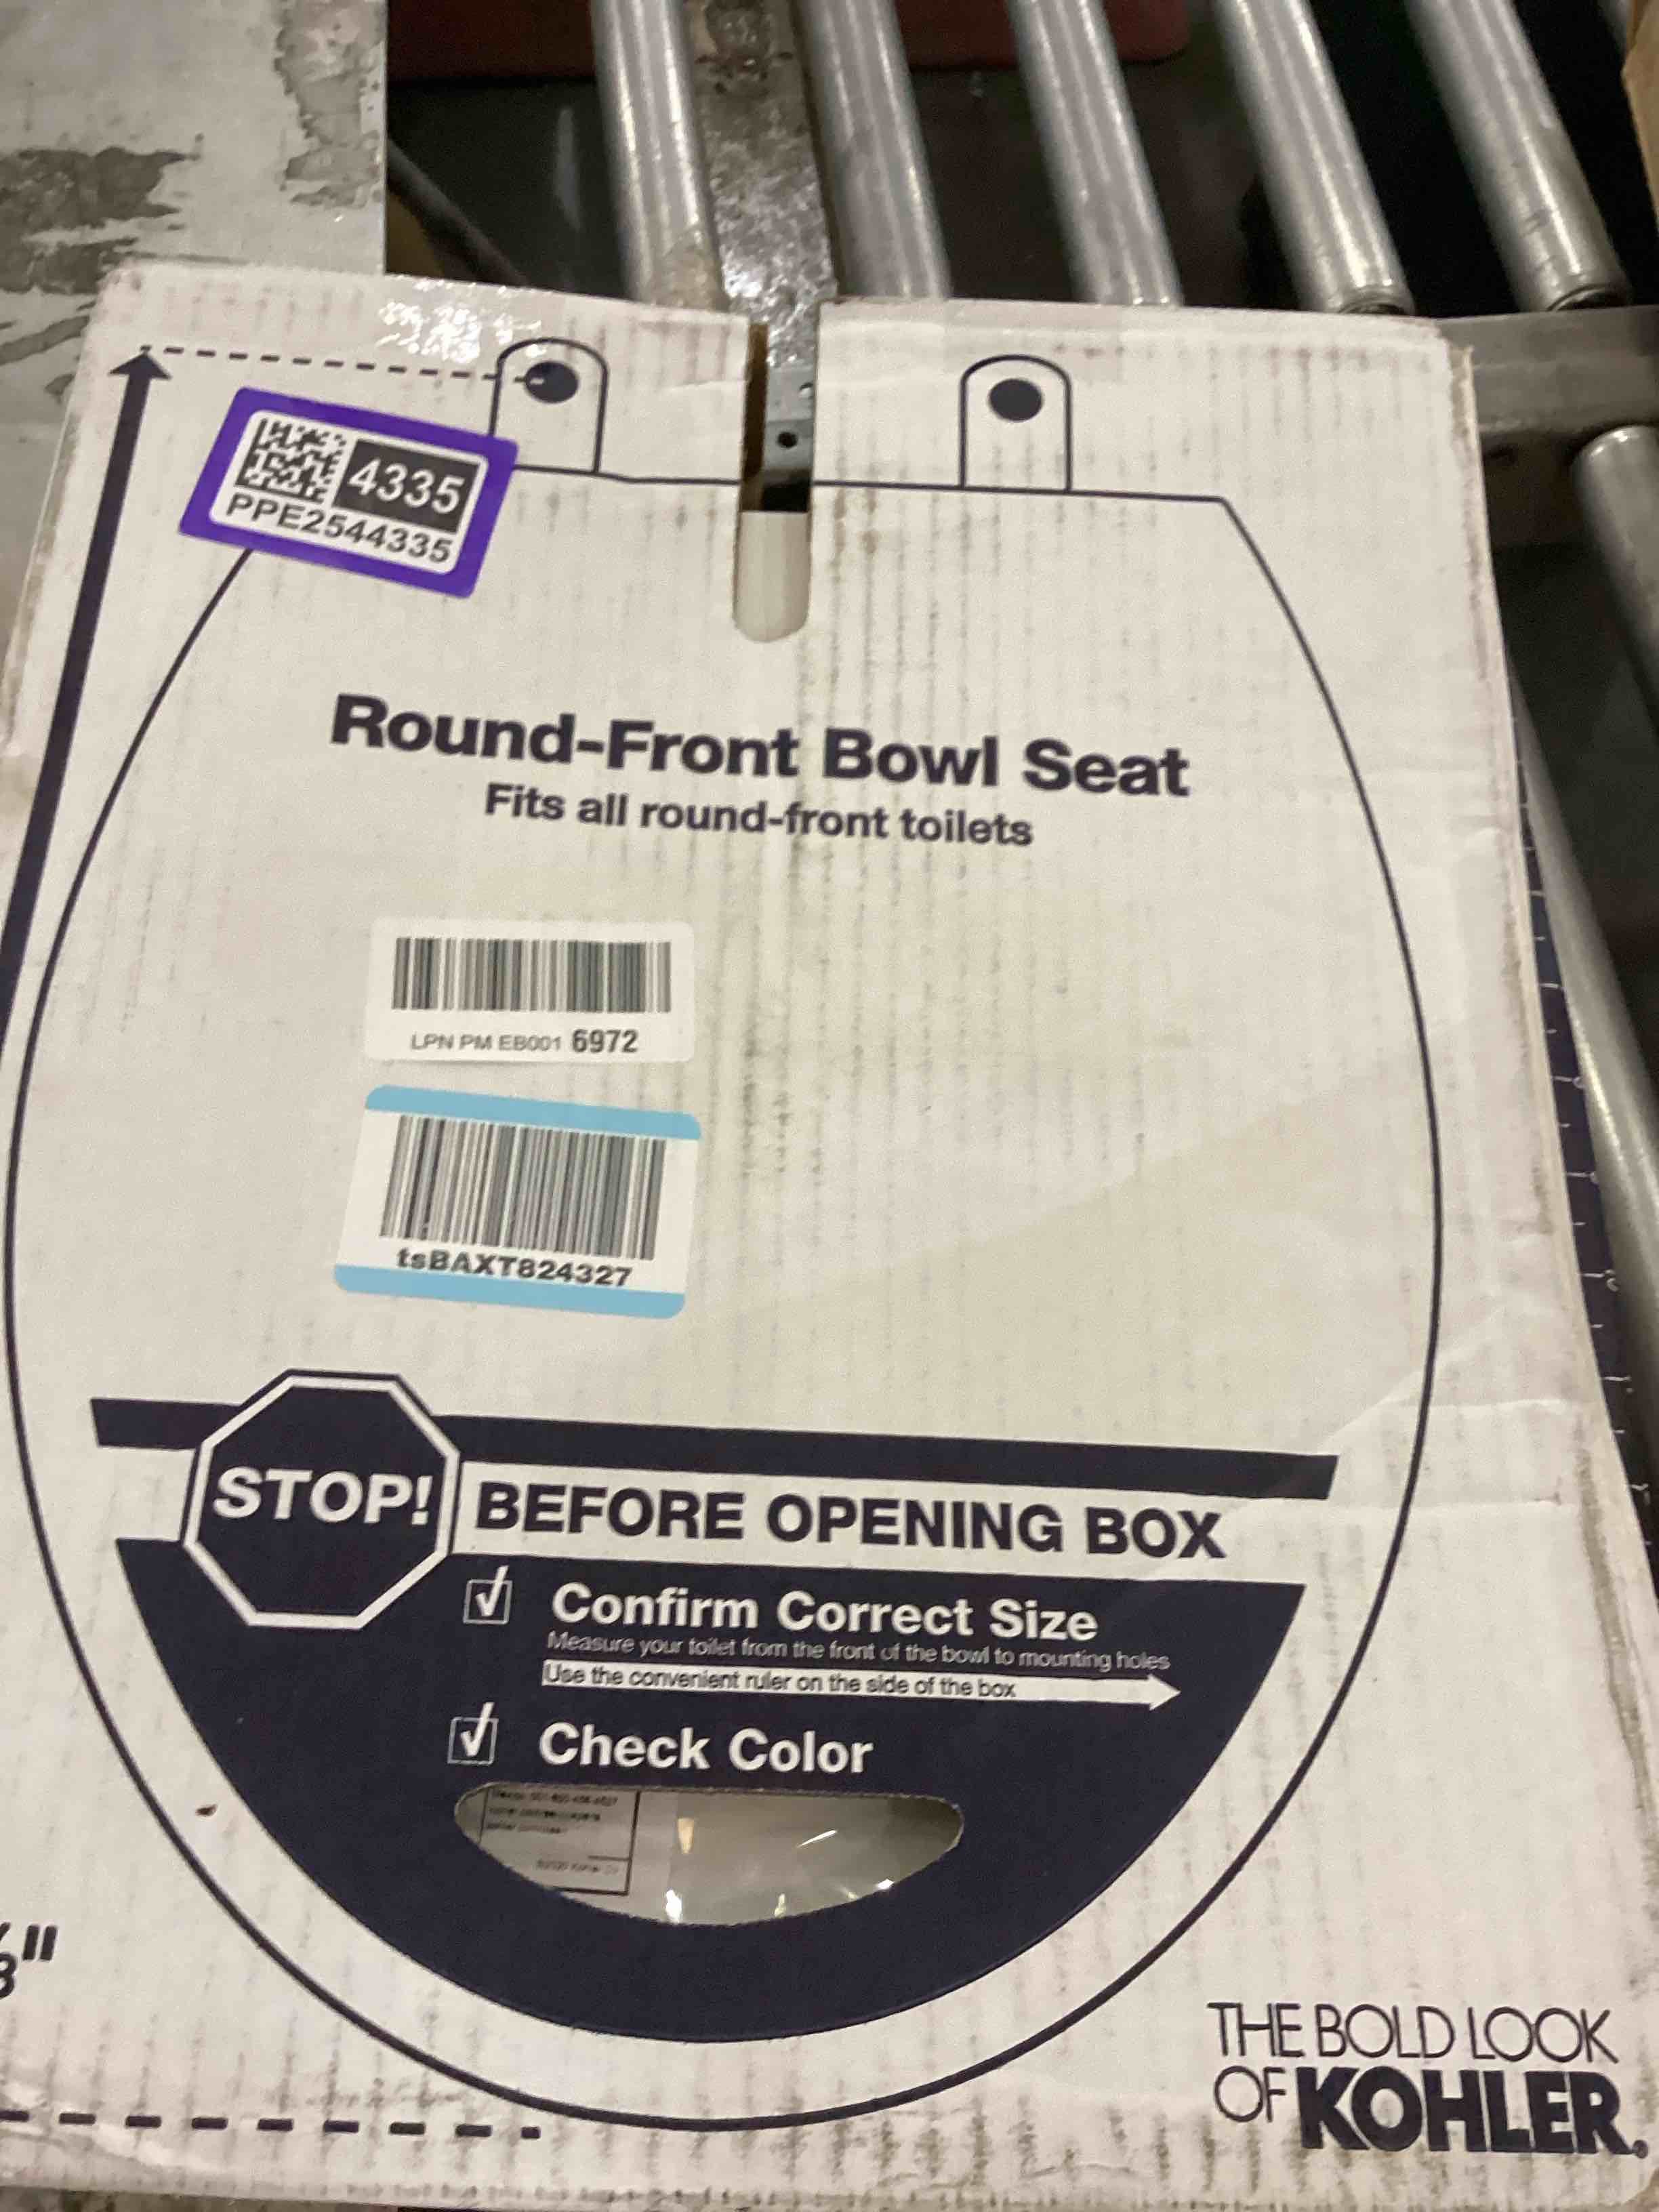 4335
PPE2544335
Round-Front Bowl Seat
Fits all round-front toilets
LPN PM EB001 6972
tsBAXT824327
STOP! BEFORE OPENING BOX
Confirm Correct Size
Measure your toilet from the front of the bowl to mounting holes
Use the convenient ruler on the side of the box
Check Color
THE BOLD LOOK
OF KOHLER.